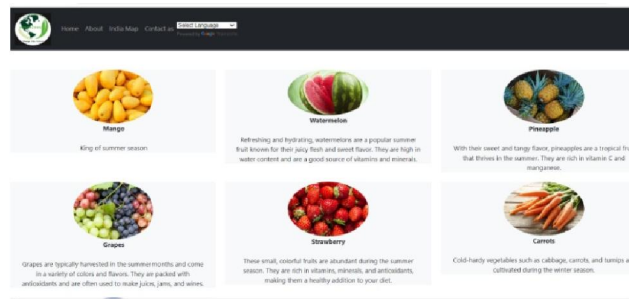 Home About India Map Contact us Select Language
Mango
King of summer season
Watermelon
Refreshing and hydrating, watermelons are a popular summer
fruit known for their juicy flesh and sweet flavor. They are high in
water content and are a good source of vitamins and minerals.
Pineapple
With their sweet and tangy flavor, pineapples are a tropical fru
that thrives in the summer. They are rich in vitamin C and
manganese.
Grapes
Grapes are typically harvested in the summer months and come
in a variety of colors and flavors. They are packed with
antioxidants and are often used to make juice, jams, and wines.
Strawberry
These small, colorful fruits are abundant during the summer
season. They are rich in vitamins, minerals, and antioxidants,
making them a healthy addition to your diet.
Carrots
Cold-hardy vegetables such as cabbage, carrots, and turnips a
cultivated during the winter season.